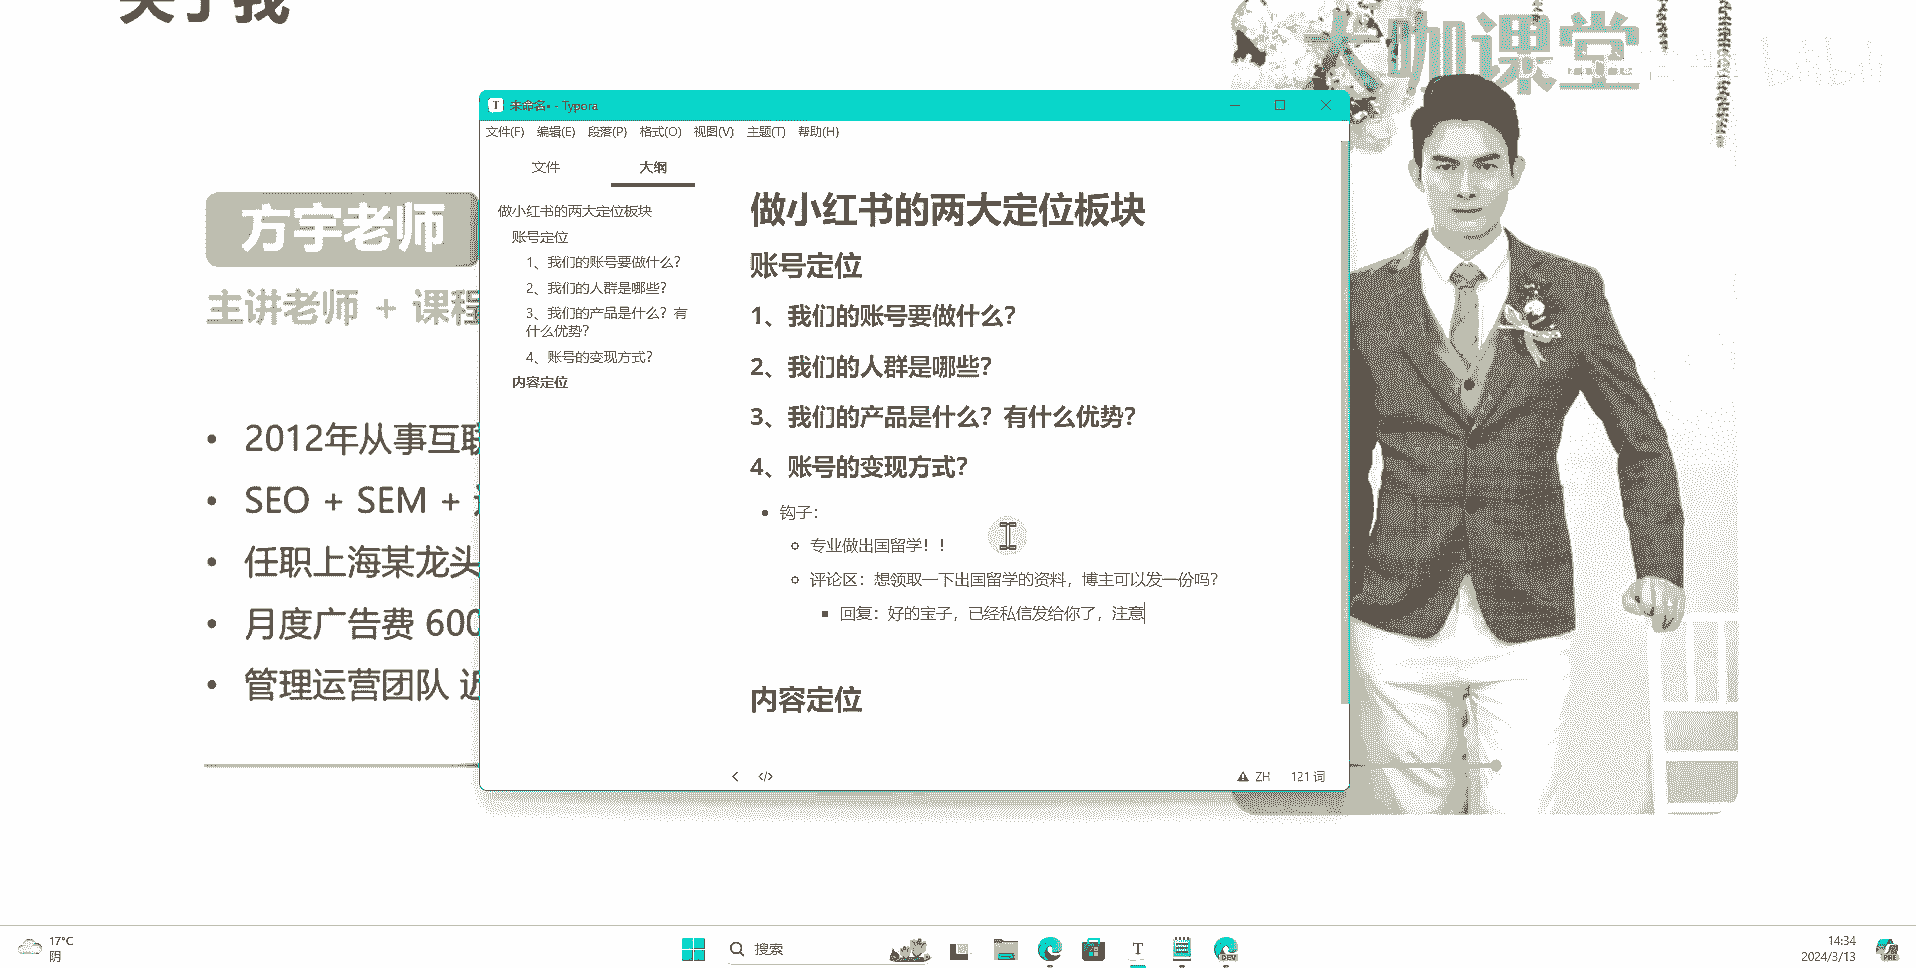 关于我
大咖课堂
bilibili
方宇老师
主讲老师 + 课程
2012年从事互联
SEO + SEM +
任职上海某龙头
月度广告费 600
管理运营团队 近
未命名• - Typora
文件(F) 编辑(E) 段落(P) 格式(O) 视图(V) 主题(T) 帮助(H)
文件 大纲
做小红书的两大定位板块
账号定位
1、我们的账号要做什么?
2、我们的人群是哪些?
3、我们的产品是什么? 有
什么优势?
4、账号的变现方式?
内容定位
做小红书的两大定位板块
账号定位
1、我们的账号要做什么?
2、我们的人群是哪些?
3、我们的产品是什么? 有什么优势?
4、账号的变现方式?
钩子:
专业做出国留学! !
评论区: 想领取一下出国留学的资料, 博主可以发一份吗?
回复: 好的宝子, 已经私信发给你了, 注意
内容定位
ZH 121 词
17°C
阴
搜索
DEV
14:34
2024/3/13
PRE